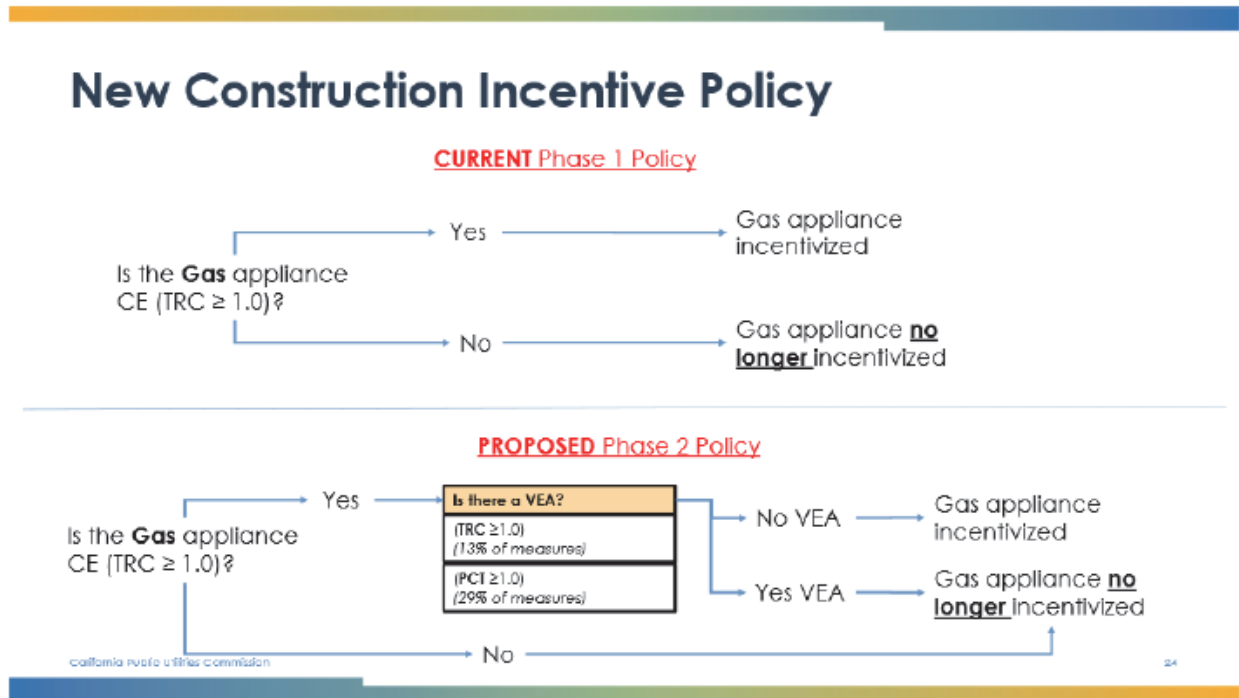 New Construction Incentive Policy
CURRENT Phase 1 Policy
Is the Gas appliance
CE (TRC ≥ 1.0)?
Yes
Gas appliance
incentivized
No
Gas appliance no
longer incentivized
PROPOSED Phase 2 Policy
Is the Gas appliance
CE (TRC ≥ 1.0)?
Yes
Is there a VEA?
(TRC ≥1.0)
(13% of measures)
(PCT ≥1.0)
(29% of measures)
No VEA
Gas appliance
incentivized
Yes VEA
Gas appliance no
longer incentivized
No
California Public Utilities Commission
24